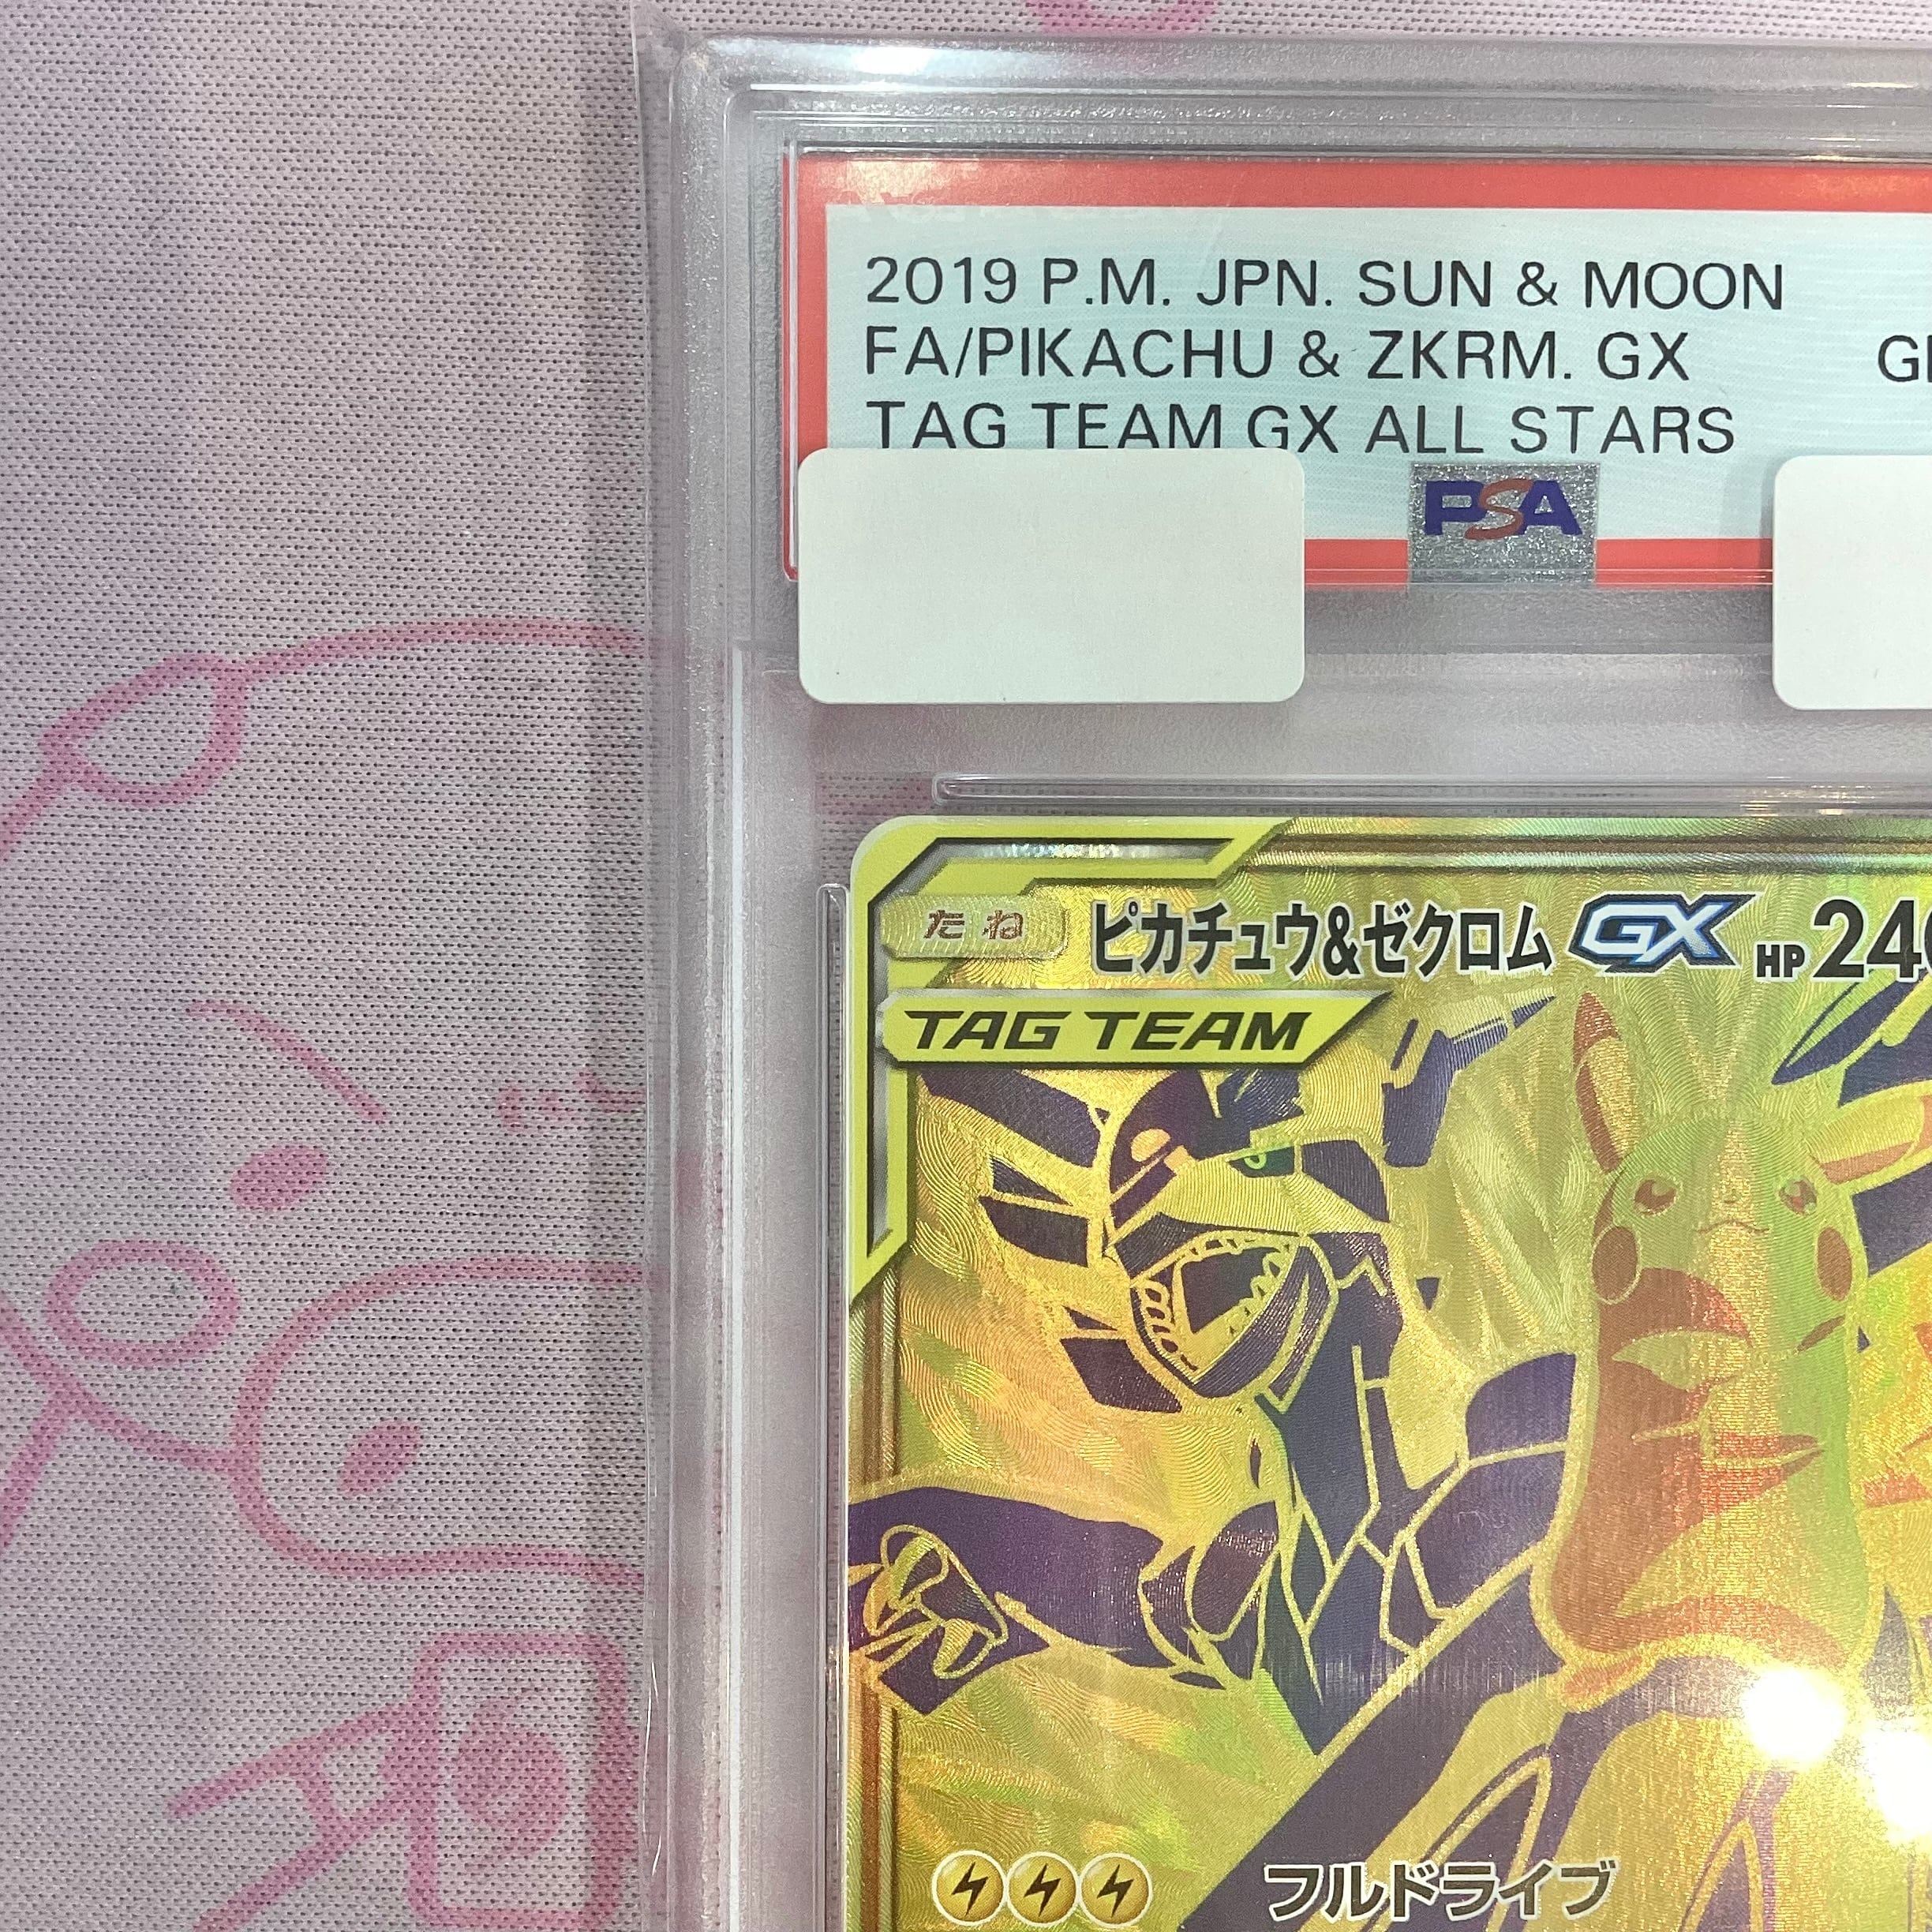 2019 P.M. JPN. SUN & MOON
FA/PIKACHU & ZKRM. GX
TAG TEAM GX ALL STARS
PSA
たね ピカチュウ&ゼクロム GX HP 240
TAG TEAM
フルドライブ